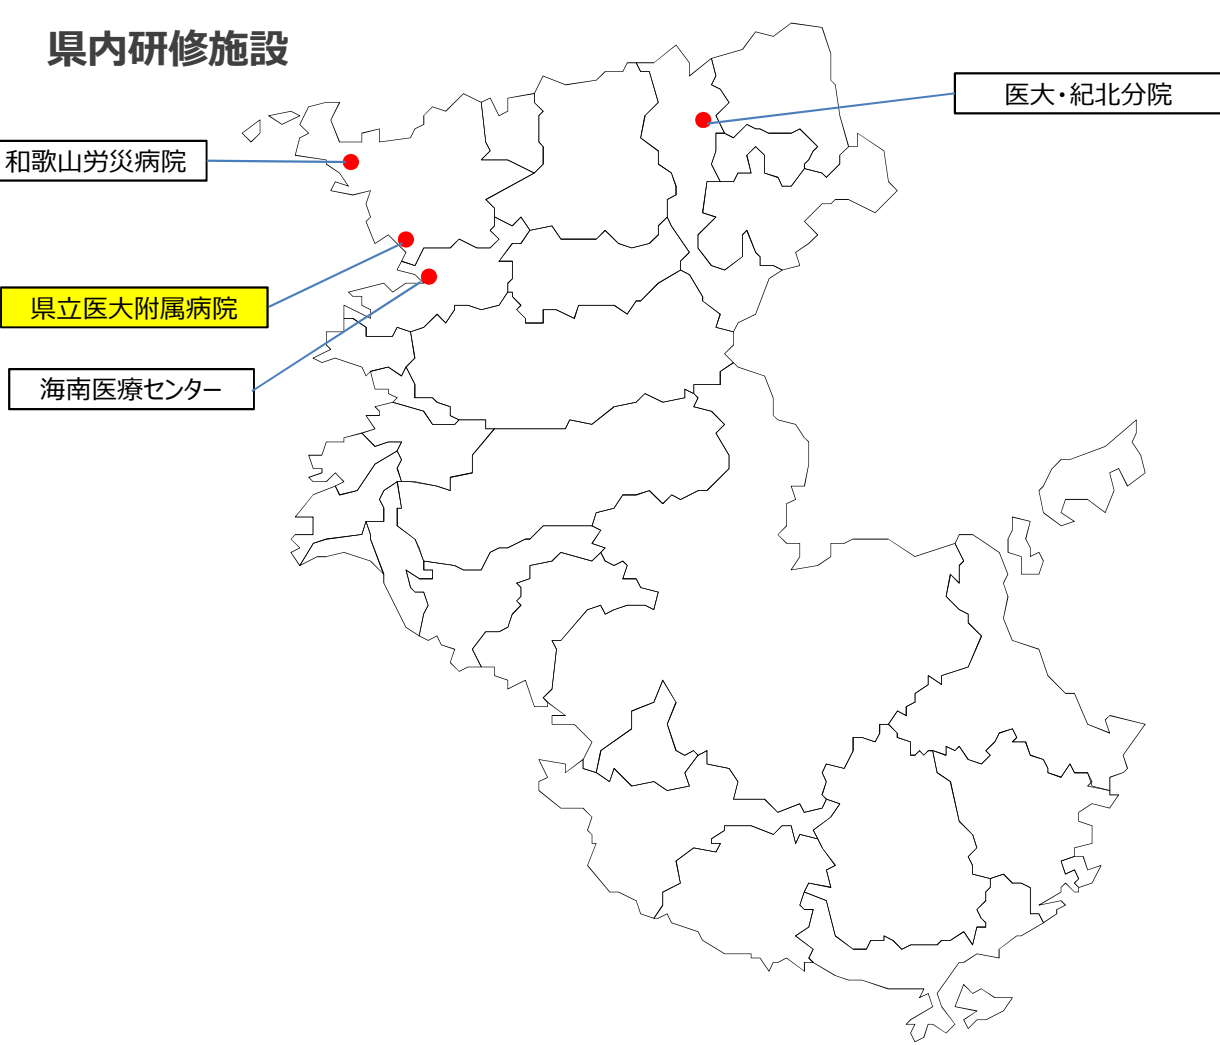 県内研修施設
医大・紀北分院
和歌山労災病院
県立医大附属病院
海南医療センター